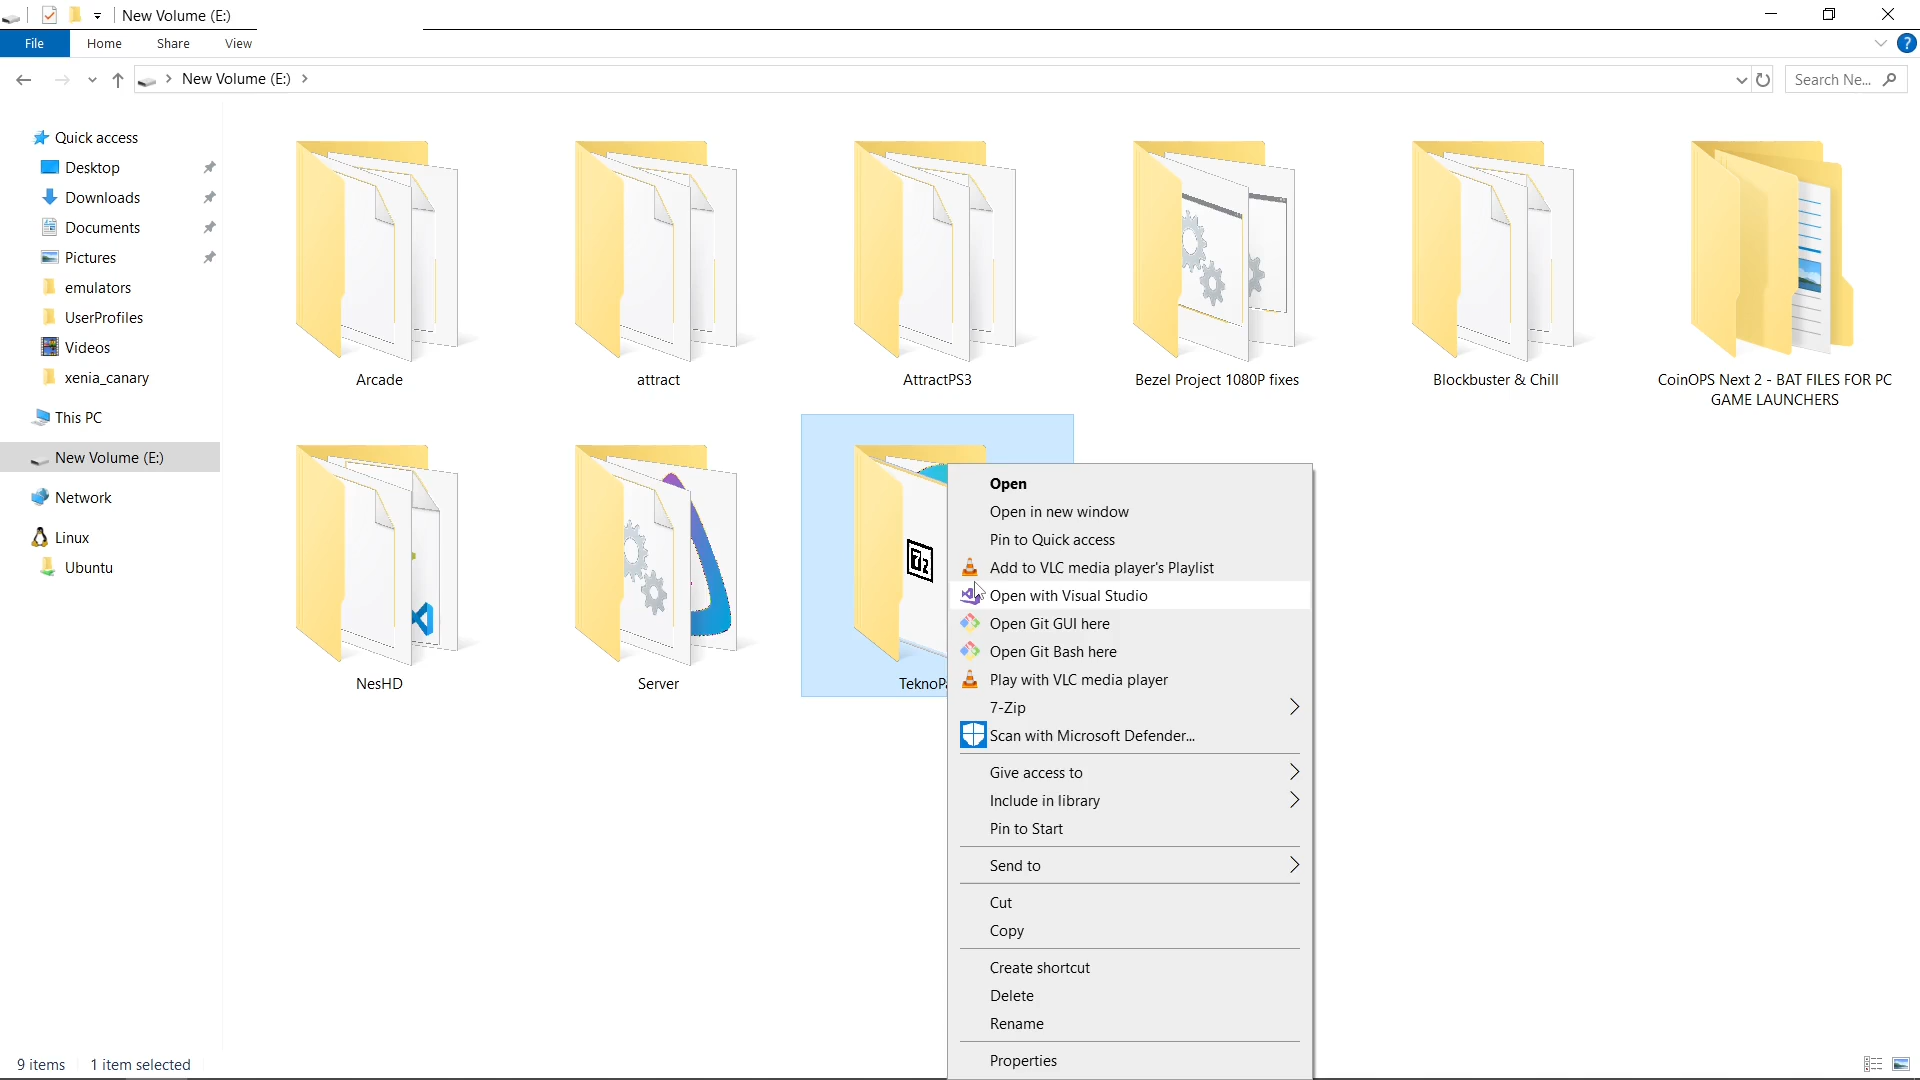 New Volume (E:)
File Home Share View
New Volume (E:)
Search Ne...
Quick access
Desktop
Downloads
Documents
Pictures
emulators
UserProfiles
Videos
xenia_canary
This PC
New Volume (E:)
Network
Linux
Ubuntu
Arcade
attract
AttractPS3
Bezel Project 1080P fixes
Blockbuster & Chill
CoinOPS Next 2 - BAT FILES FOR PC
GAME LAUNCHERS
NesHD
Server
TeknoPa
Open
Open in new window
Pin to Quick access
Add to VLC media player's Playlist
Open with Visual Studio
Open Git GUI here
Open Git Bash here
Play with VLC media player
7-Zip
Scan with Microsoft Defender...
Give access to
Include in library
Pin to Start
Send to
Cut
Copy
Create shortcut
Delete
Rename
Properties
9 items 1 item selected